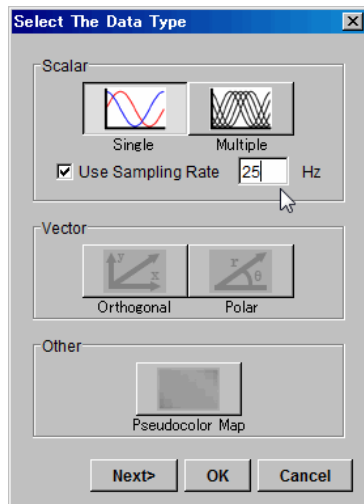 Select The Data Type
Scalar
Single Multiple
Use Sampling Rate 25 Hz
Vector
y x r θ
Orthogonal Polar
Other
Pseudocolor Map
Next> OK Cancel